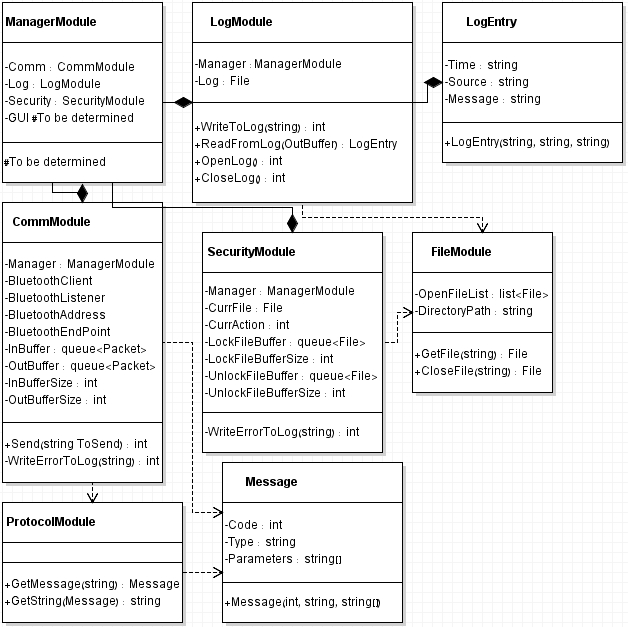 ManagerModule
-Comm : CommModule
-Log : LogModule
-Security : SecurityModule
-GUI #To be determined
#To be determined
LogModule
-Manager : ManagerModule
-Log : File
+WriteToLog(string) : int
+ReadFromLog(OutBuffer) : LogEntry
+OpenLog() : int
+CloseLog() : int
LogEntry
-Time : string
-Source : string
-Message : string
+LogEntry(string, string, string)
CommModule
-Manager : ManagerModule
-BluetoothClient
-BluetoothListener
-BluetoothAddress
-BluetoothEndPoint
-InBuffer : queue<Packet>
-OutBuffer : queue<Packet>
-InBufferSize : int
-OutBufferSize : int
+Send(string ToSend) : int
-WriteErrorToLog(string) : int
SecurityModule
-Manager : ManagerModule
-CurrFile : File
-CurrAction : int
-LockFileBuffer : queue<File>
-LockFileBufferSize : int
-UnlockFileBuffer : queue<File>
-UnlockFileBufferSize : int
-WriteErrorToLog(string) : int
FileModule
-OpenFileList : list<File>
-DirectoryPath : string
+GetFile(string) : File
+CloseFile(string) : File
ProtocolModule
+GetMessage(string) : Message
+GetString(Message) : string
Message
-Code : int
-Type : string
-Parameters : string[]
+Message(int, string, string[])